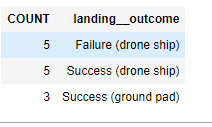 COUNT landing__outcome
5 Failure (drone ship)
5 Success (drone ship)
3 Success (ground pad)